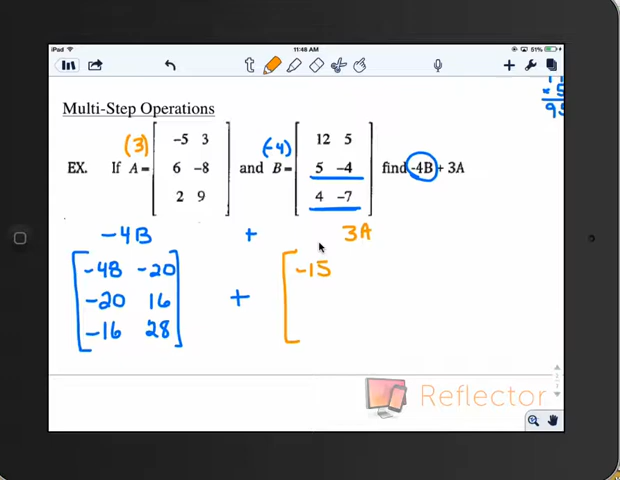 iPad 11:48 AM 51%
t
Multi-Step Operations
(3) (-4)
EX. If A = [ -5 3 and B = [ 12 5 find -4B + 3A
6 -8 5 -4
2 9 ] 4 -7 ]
-4B + 3A
[ -48 -20 + [ -15
-20 16
-16 28 ]
Reflector